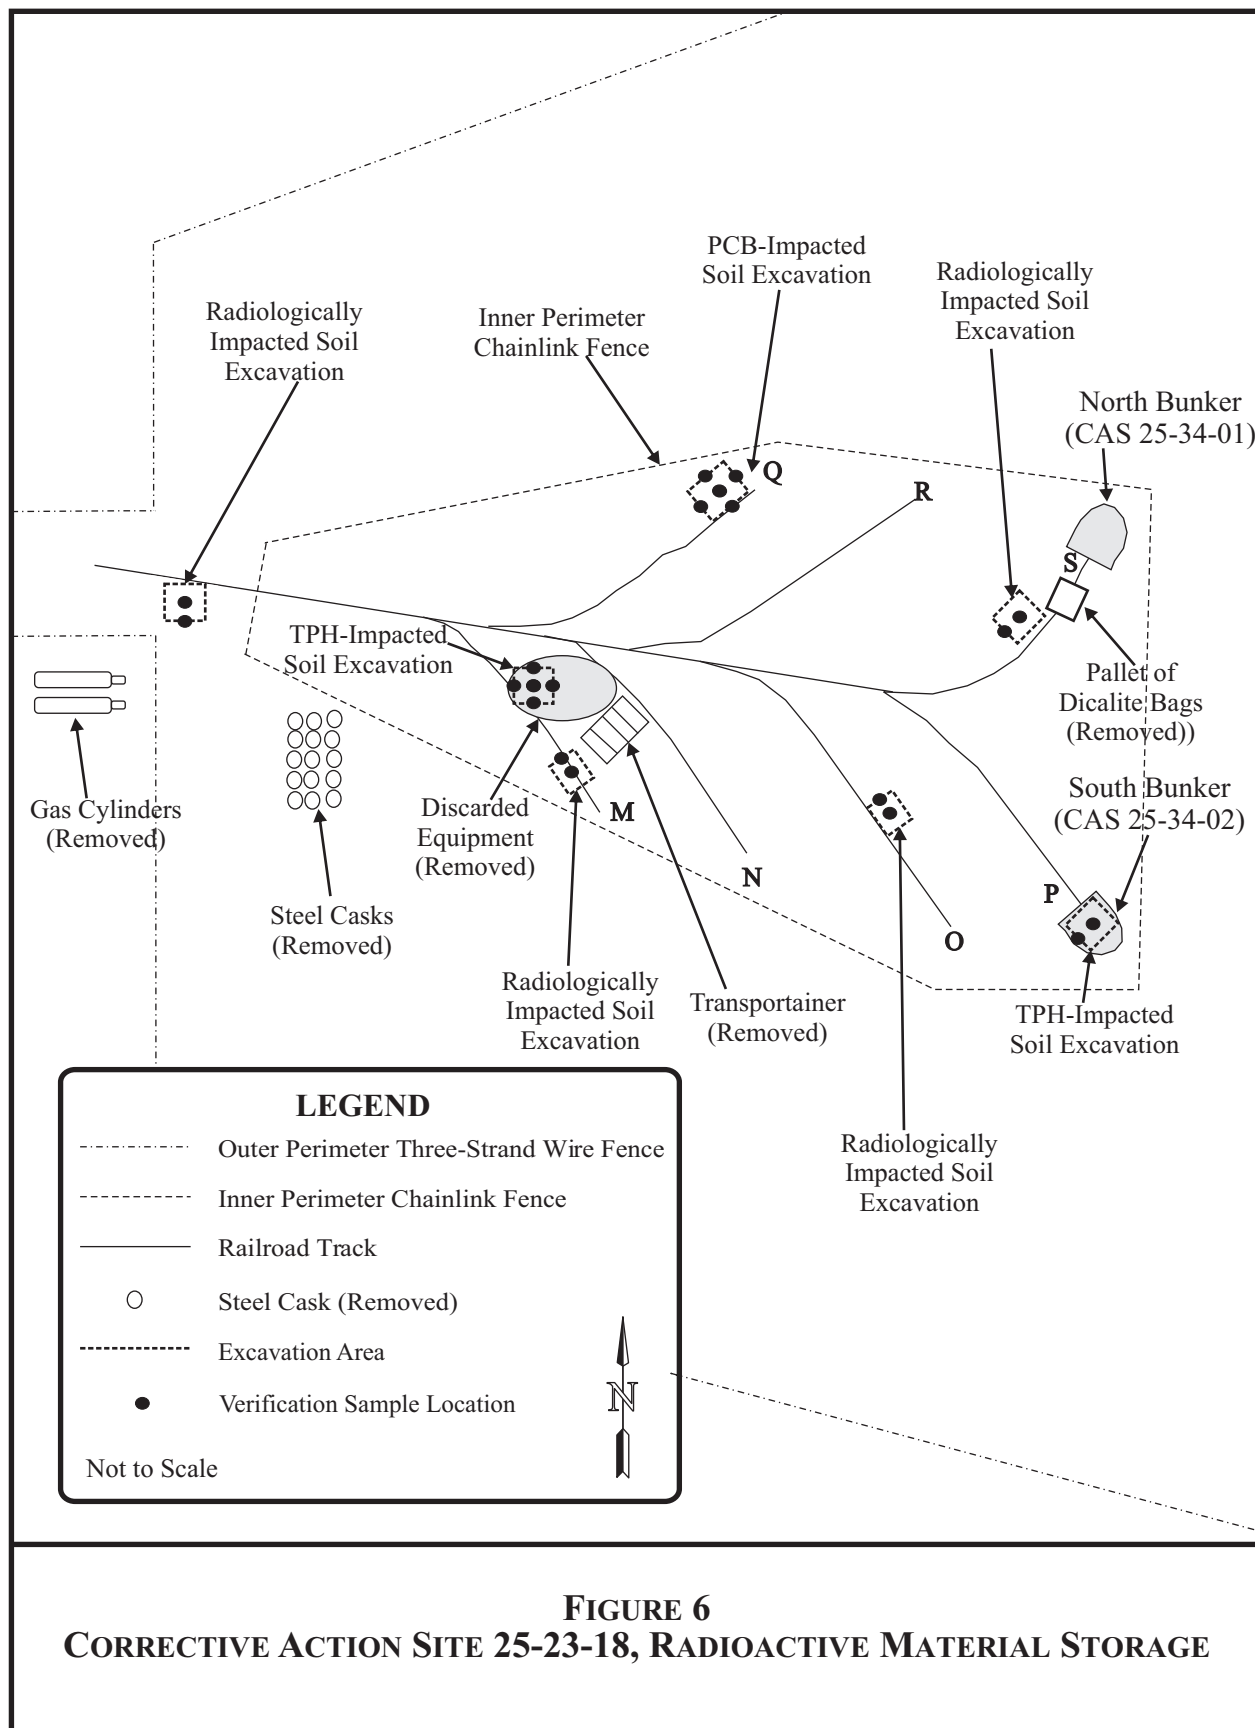 PCB-Impacted
Soil Excavation
Radiologically
Impacted Soil
Excavation
Radiologically
Impacted Soil
Excavation
Inner Perimeter
Chainlink Fence
North Bunker
(CAS 25-34-01)
Q
R
S
TPH-Impacted
Soil Excavation
Pallet of
Dicalite Bags
(Removed))
Gas Cylinders
(Removed)
Discarded
Equipment
(Removed)
M
South Bunker
(CAS 25-34-02)
N
P
O
Steel Casks
(Removed)
Radiologically
Impacted Soil
Excavation
Transportainer
(Removed)
TPH-Impacted
Soil Excavation
Radiologically
Impacted Soil
Excavation
LEGEND
Outer Perimeter Three-Strand Wire Fence
Inner Perimeter Chainlink Fence
Railroad Track
Steel Cask (Removed)
Excavation Area
Verification Sample Location
N
Not to Scale
FIGURE 6
CORRECTIVE ACTION SITE 25-23-18, RADIOACTIVE MATERIAL STORAGE